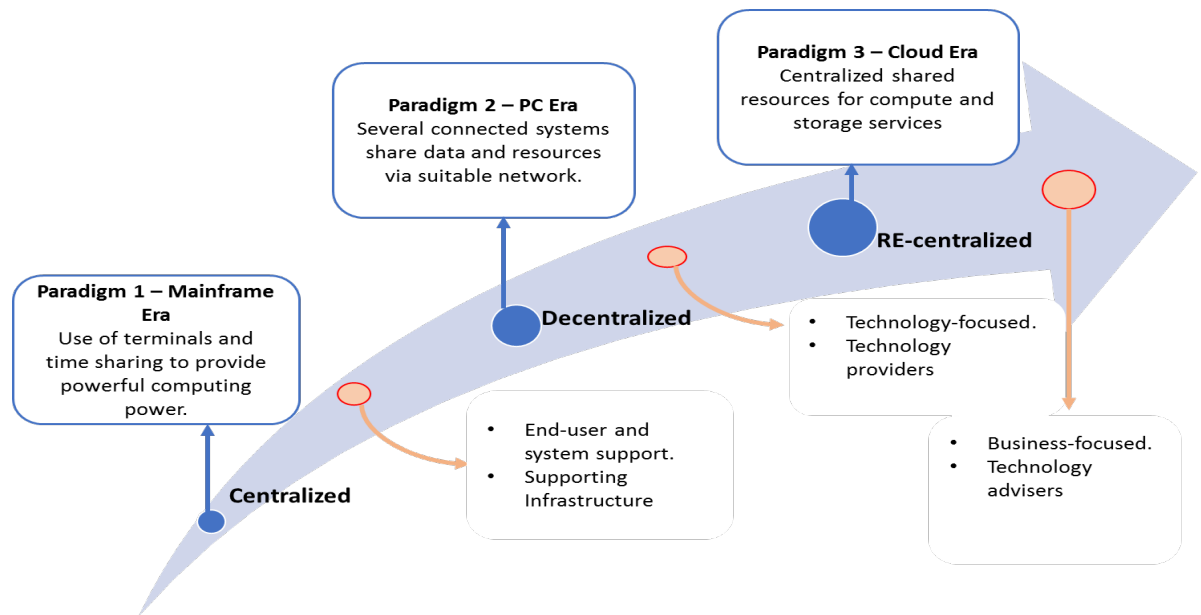 Paradigm 1 – Mainframe
Era
Use of terminals and
time sharing to provide
powerful computing
power.
Centralized
Paradigm 2 – PC Era
Several connected systems
share data and resources
via suitable network.
Decentralized
Paradigm 3 – Cloud Era
Centralized shared
resources for compute and
storage services
RE-centralized
• End-user and
system support.
• Supporting
Infrastructure
• Technology-focused.
• Technology
providers
• Business-focused.
• Technology
advisers